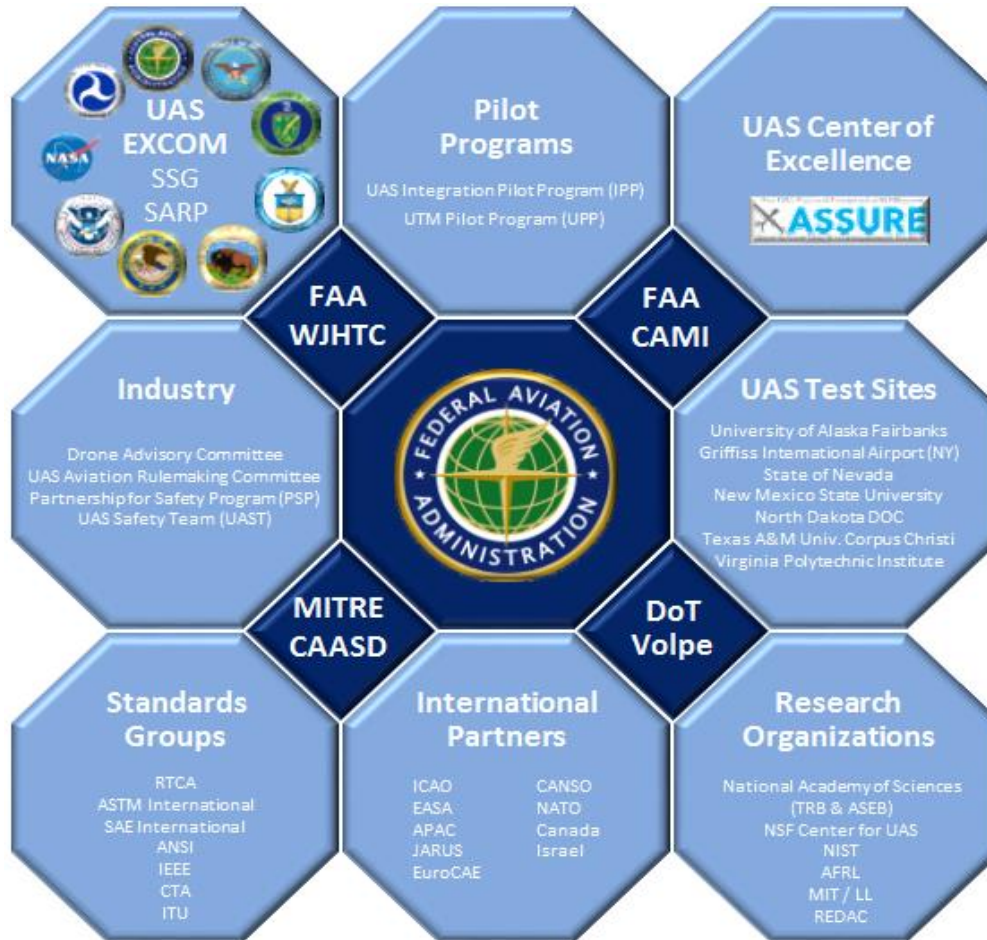 UAS
EXCOM
SSG
SARP
NASA
Pilot
Programs
UAS Integration Pilot Program (IPP)
UTM Pilot Program (UPP)
UAS Center of
Excellence
ASSURE
FAA
WJHTC
FAA
CAMI
Industry
Drone Advisory Committee
UAS Aviation Rulemaking Committee
Partnership for Safety Program (PSP)
UAS Safety Team (UAST)
FEDERAL AVIATION
ADMINISTRATION
UAS Test Sites
University of Alaska Fairbanks
Griffiss International Airport (NY)
State of Nevada
New Mexico State University
North Dakota DOC
Texas A&M Univ. Corpus Christi
Virginia Polytechnic Institute
MITRE
CAASD
DoT
Volpe
Standards
Groups
RTCA
ASTM International
SAE International
ANSI
IEEE
CTA
ITU
International
Partners
ICAO
EASA
APAC
JARUS
EuroCAE
CANSO
NATO
Canada
Israel
Research
Organizations
National Academy of Sciences
(TRB & ASEB)
NSF Center for UAS
NIST
AFRL
MIT / LL
REDAC